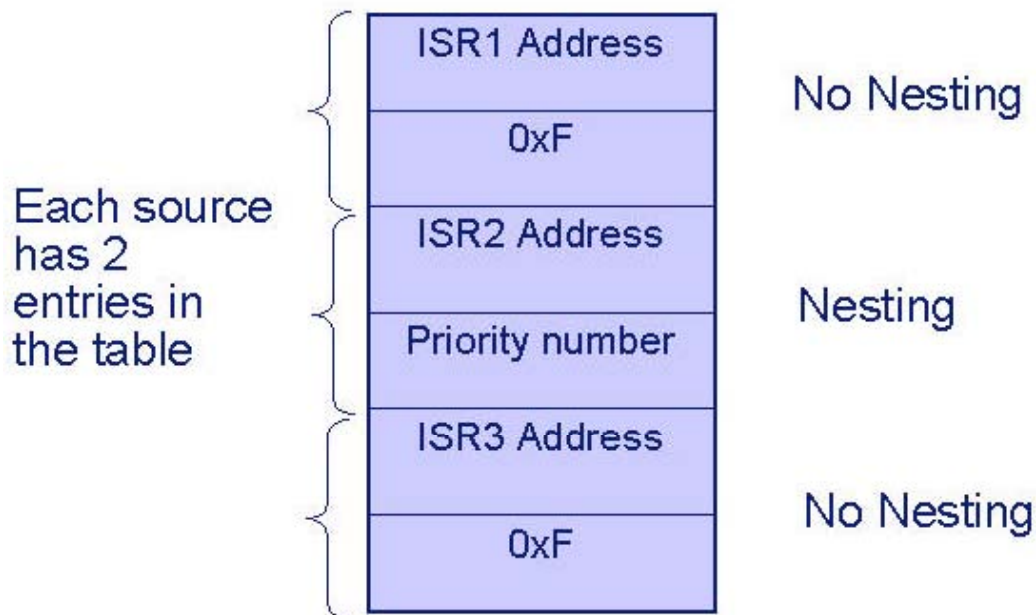 Each source
has 2
entries in
the table
ISR1 Address
0xF
No Nesting
ISR2 Address
Priority number
Nesting
ISR3 Address
0xF
No Nesting